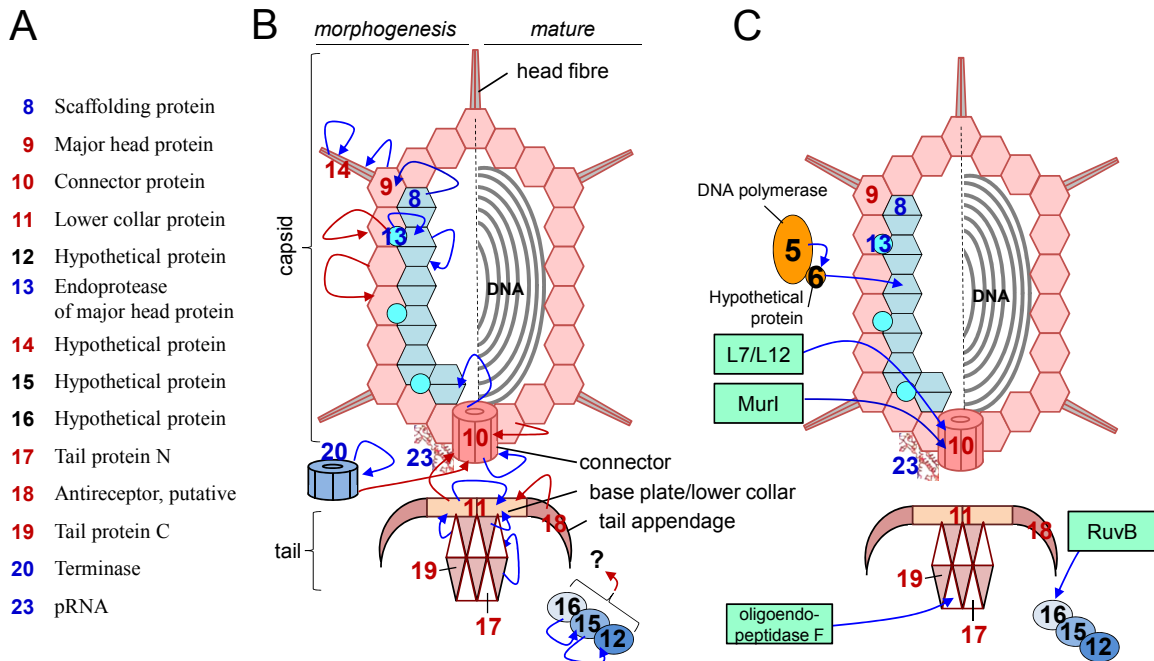 A
8 Scaffolding protein
9 Major head protein
10 Connector protein
11 Lower collar protein
12 Hypothetical protein
13 Endoprotease
of major head protein
14 Hypothetical protein
15 Hypothetical protein
16 Hypothetical protein
17 Tail protein N
18 Antireceptor, putative
19 Tail protein C
20 Terminase
23 pRNA
B
morphogenesis
mature
head fibre
capsid
14
9
8
13
DNA
10
20
23
connector
base plate/lower collar
tail appendage
11
18
tail
19
17
?
16
15
12
C
9
8
13
DNA polymerase
5
6
Hypothetical
protein
DNA
L7/L12
MurI
10
23
11
18
RuvB
19
17
oligoendo-
peptidase F
16
15
12